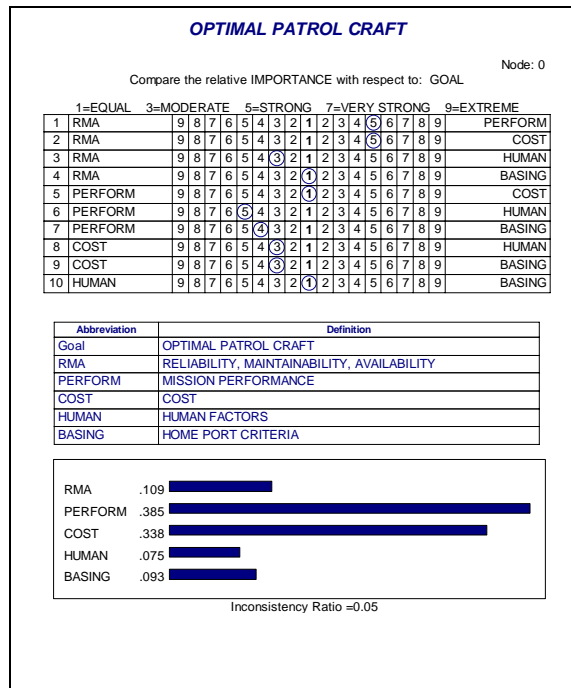 OPTIMAL PATROL CRAFT
Node: 0
Compare the relative IMPORTANCE with respect to: GOAL
1=EQUAL 3=MODERATE 5=STRONG 7=VERY STRONG 9=EXTREME
1 RMA 9 8 7 6 5 4 3 2 1 2 3 4 5 6 7 8 9 PERFORM
2 RMA 9 8 7 6 5 4 3 2 1 2 3 4 5 6 7 8 9 COST
3 RMA 9 8 7 6 5 4 3 2 1 2 3 4 5 6 7 8 9 HUMAN
4 RMA 9 8 7 6 5 4 3 2 1 2 3 4 5 6 7 8 9 BASING
5 PERFORM 9 8 7 6 5 4 3 2 1 2 3 4 5 6 7 8 9 COST
6 PERFORM 9 8 7 6 5 4 3 2 1 2 3 4 5 6 7 8 9 HUMAN
7 PERFORM 9 8 7 6 5 4 3 2 1 2 3 4 5 6 7 8 9 BASING
8 COST 9 8 7 6 5 4 3 2 1 2 3 4 5 6 7 8 9 HUMAN
9 COST 9 8 7 6 5 4 3 2 1 2 3 4 5 6 7 8 9 BASING
10 HUMAN 9 8 7 6 5 4 3 2 1 2 3 4 5 6 7 8 9 BASING
Abbreviation Definition
Goal OPTIMAL PATROL CRAFT
RMA RELIABILITY, MAINTAINABILITY, AVAILABILITY
PERFORM MISSION PERFORMANCE
COST COST
HUMAN HUMAN FACTORS
BASING HOME PORT CRITERIA
RMA .109
PERFORM .385
COST .338
HUMAN .075
BASING .093
Inconsistency Ratio =0.05